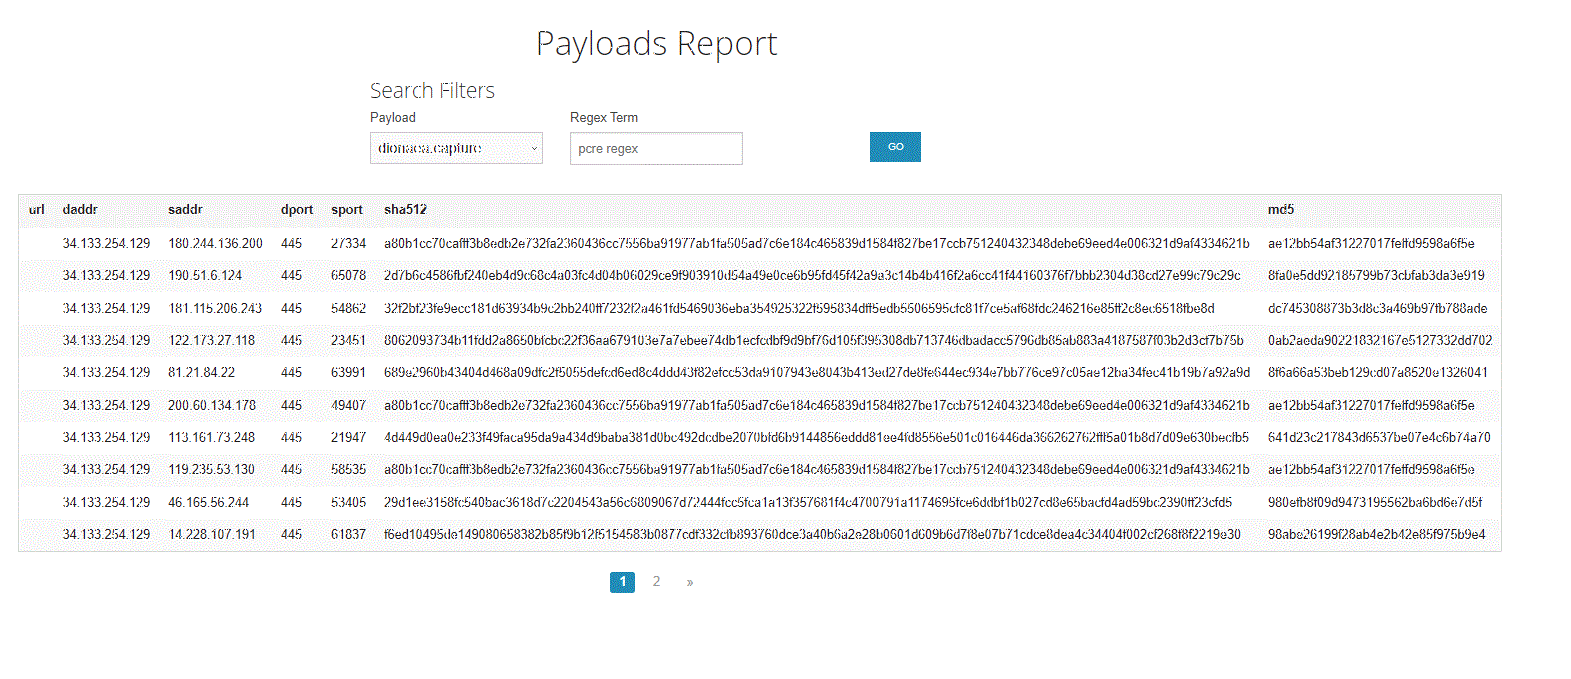 Payloads Report
Search Filters
Payload Regex Term
dionaea.capture pcre regex GO
url daddr saddr dport sport sha512 md5
34.133.254.129 180.244.136.200 445 27334 a80b1cc70cafff3b8edb2e732fa2360436cc7556ba91977ab1fa505ad7c6e184c465839d1584f827be17ccb751240432348debe69eed4e006321d9af4334621b ae12bb54af31227017feffd9598a6f5e
34.133.254.129 190.51.6.124 445 65078 2d7b6c4586fbf240eb4d9c68c4a03fc4d04b06029ce9f903910d54a49e0ce6b95fd45f42a9a3c14b4b416f2a6cc41f44160376f7bbb2304d38cd27e99c79c29c 8fa0e5dd92185799b73cbfab3da3e919
34.133.254.129 181.115.206.243 445 54862 32f2bf23fe9ecc181d63934b9c2bb240ff7232f2a461fd5469036eba354925322f595834dff5edb5506595cfc81f7ce5af68fdc246216e85ff2c8ec6518fbe8d dc745308873b3d8c3a469b97fb788ade
34.133.254.129 122.173.27.118 445 23451 8062093734b11fdd2a8650bfcbc22f36aa679103e7a7ebee74db1ecfcdbf9d9bf76d105f395308db713746dbadacc5796db85ab883a4187587f03b2d3cf7b75b 0ab2aeda90221832167e5127332dd702
34.133.254.129 81.21.84.22 445 63991 689e2960b43404d468a09dfc2f5055defcd6ed8c4ddd43f82efcc53da9107943e8043b413ed27de8fe644ec934e7bb776ce97c05ae12ba34fec41b19b7a92a9d 8f6a66a53beb129cd07a8520e1326041
34.133.254.129 200.60.134.178 445 49407 a80b1cc70cafff3b8edb2e732fa2360436cc7556ba91977ab1fa505ad7c6e184c465839d1584f827be17ccb751240432348debe69eed4e006321d9af4334621b ae12bb54af31227017feffd9598a6f5e
34.133.254.129 113.161.73.248 445 21947 4d449d0ea0e233f49faca95da9a434d9baba381d0bc492dcdbe2070bfd6b9144856eddd81ee4fd8556e501c016446da366262762fff5a01b8d7d09e630becfb5 641d23c217843d6537be07e4c6b74a70
34.133.254.129 119.235.53.130 445 58535 a80b1cc70cafff3b8edb2e732fa2360436cc7556ba91977ab1fa505ad7c6e184c465839d1584f827be17ccb751240432348debe69eed4e006321d9af4334621b ae12bb54af31227017feffd9598a6f5e
34.133.254.129 46.165.56.244 445 53405 29d1ee3158fc540bac3618d7c2204543a56c6809067d72444fcc5fca1a13f357681f4c4700791a1174695fce6ddbf1b027cd8e65bacfd4ad59bc2390ff23cfd5 980efb8f09d9473195562ba6bd6e7d5f
34.133.254.129 14.228.107.191 445 61837 f6ed10495de149080658382b85f9b12f5154583b0877cdf332cfb893760dce3a40b6a2e28b0601d609b6d7f8e07b71cdce8dea4c34404f002cf268f8f2219e30 98abe26199f28ab4e2b42e85f975b9e4
1 2 »